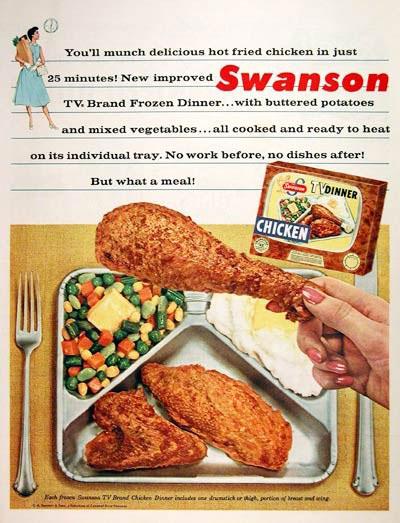 You'll munch delicious hot fried chicken in just
25 minutes! New improved Swanson
TV Brand Frozen Dinner...with buttered potatoes
and mixed vegetables...all cooked and ready to heat
on its individual tray. No work before, no dishes after!
But what a meal!
Swanson
TV DINNER
CHICKEN
Each frozen Swanson TV Brand Chicken Dinner includes one drumstick or thigh, portion of breast and wing.